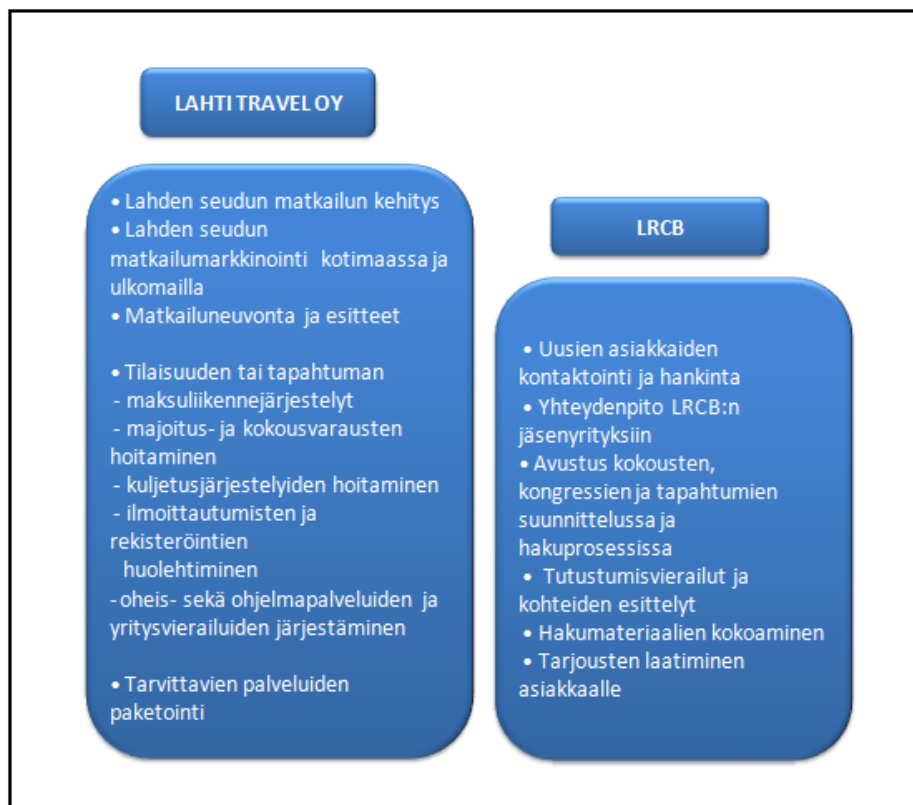 LAHTI TRAVEL OY
• Lahden seudun matkailun kehitys
• Lahden seudun
matkailumarkkinointi kotimaassa ja
ulkomailla
• Matkailuneuvonta ja esitteet
• Tilaisuuden tai tapahtuman
- maksuliikennejärjestelyt
- majoitus- ja kokousvarausten
hoitaminen
- kuljetusjärjestelyiden hoitaminen
- ilmoittautumisten ja
rekisteröintien
huolehtiminen
- oheis- sekä ohjelmapalveluiden ja
yritysvierailuiden järjestäminen
• Tarvittavien palveluiden
paketointi
LRCB
• Uusien asiakkaiden
kontaktointi ja hankinta
• Yhteydenpito LRCB:n
jäsenyrityksiin
• Avustus kokousten,
kongressien ja tapahtumien
suunnittelussa ja
hakuprosessissa
• Tutustumisvierailut ja
kohteiden esittelyt
• Hakumateriaalien kokoaminen
• Tarjousten laatiminen
asiakkaalle